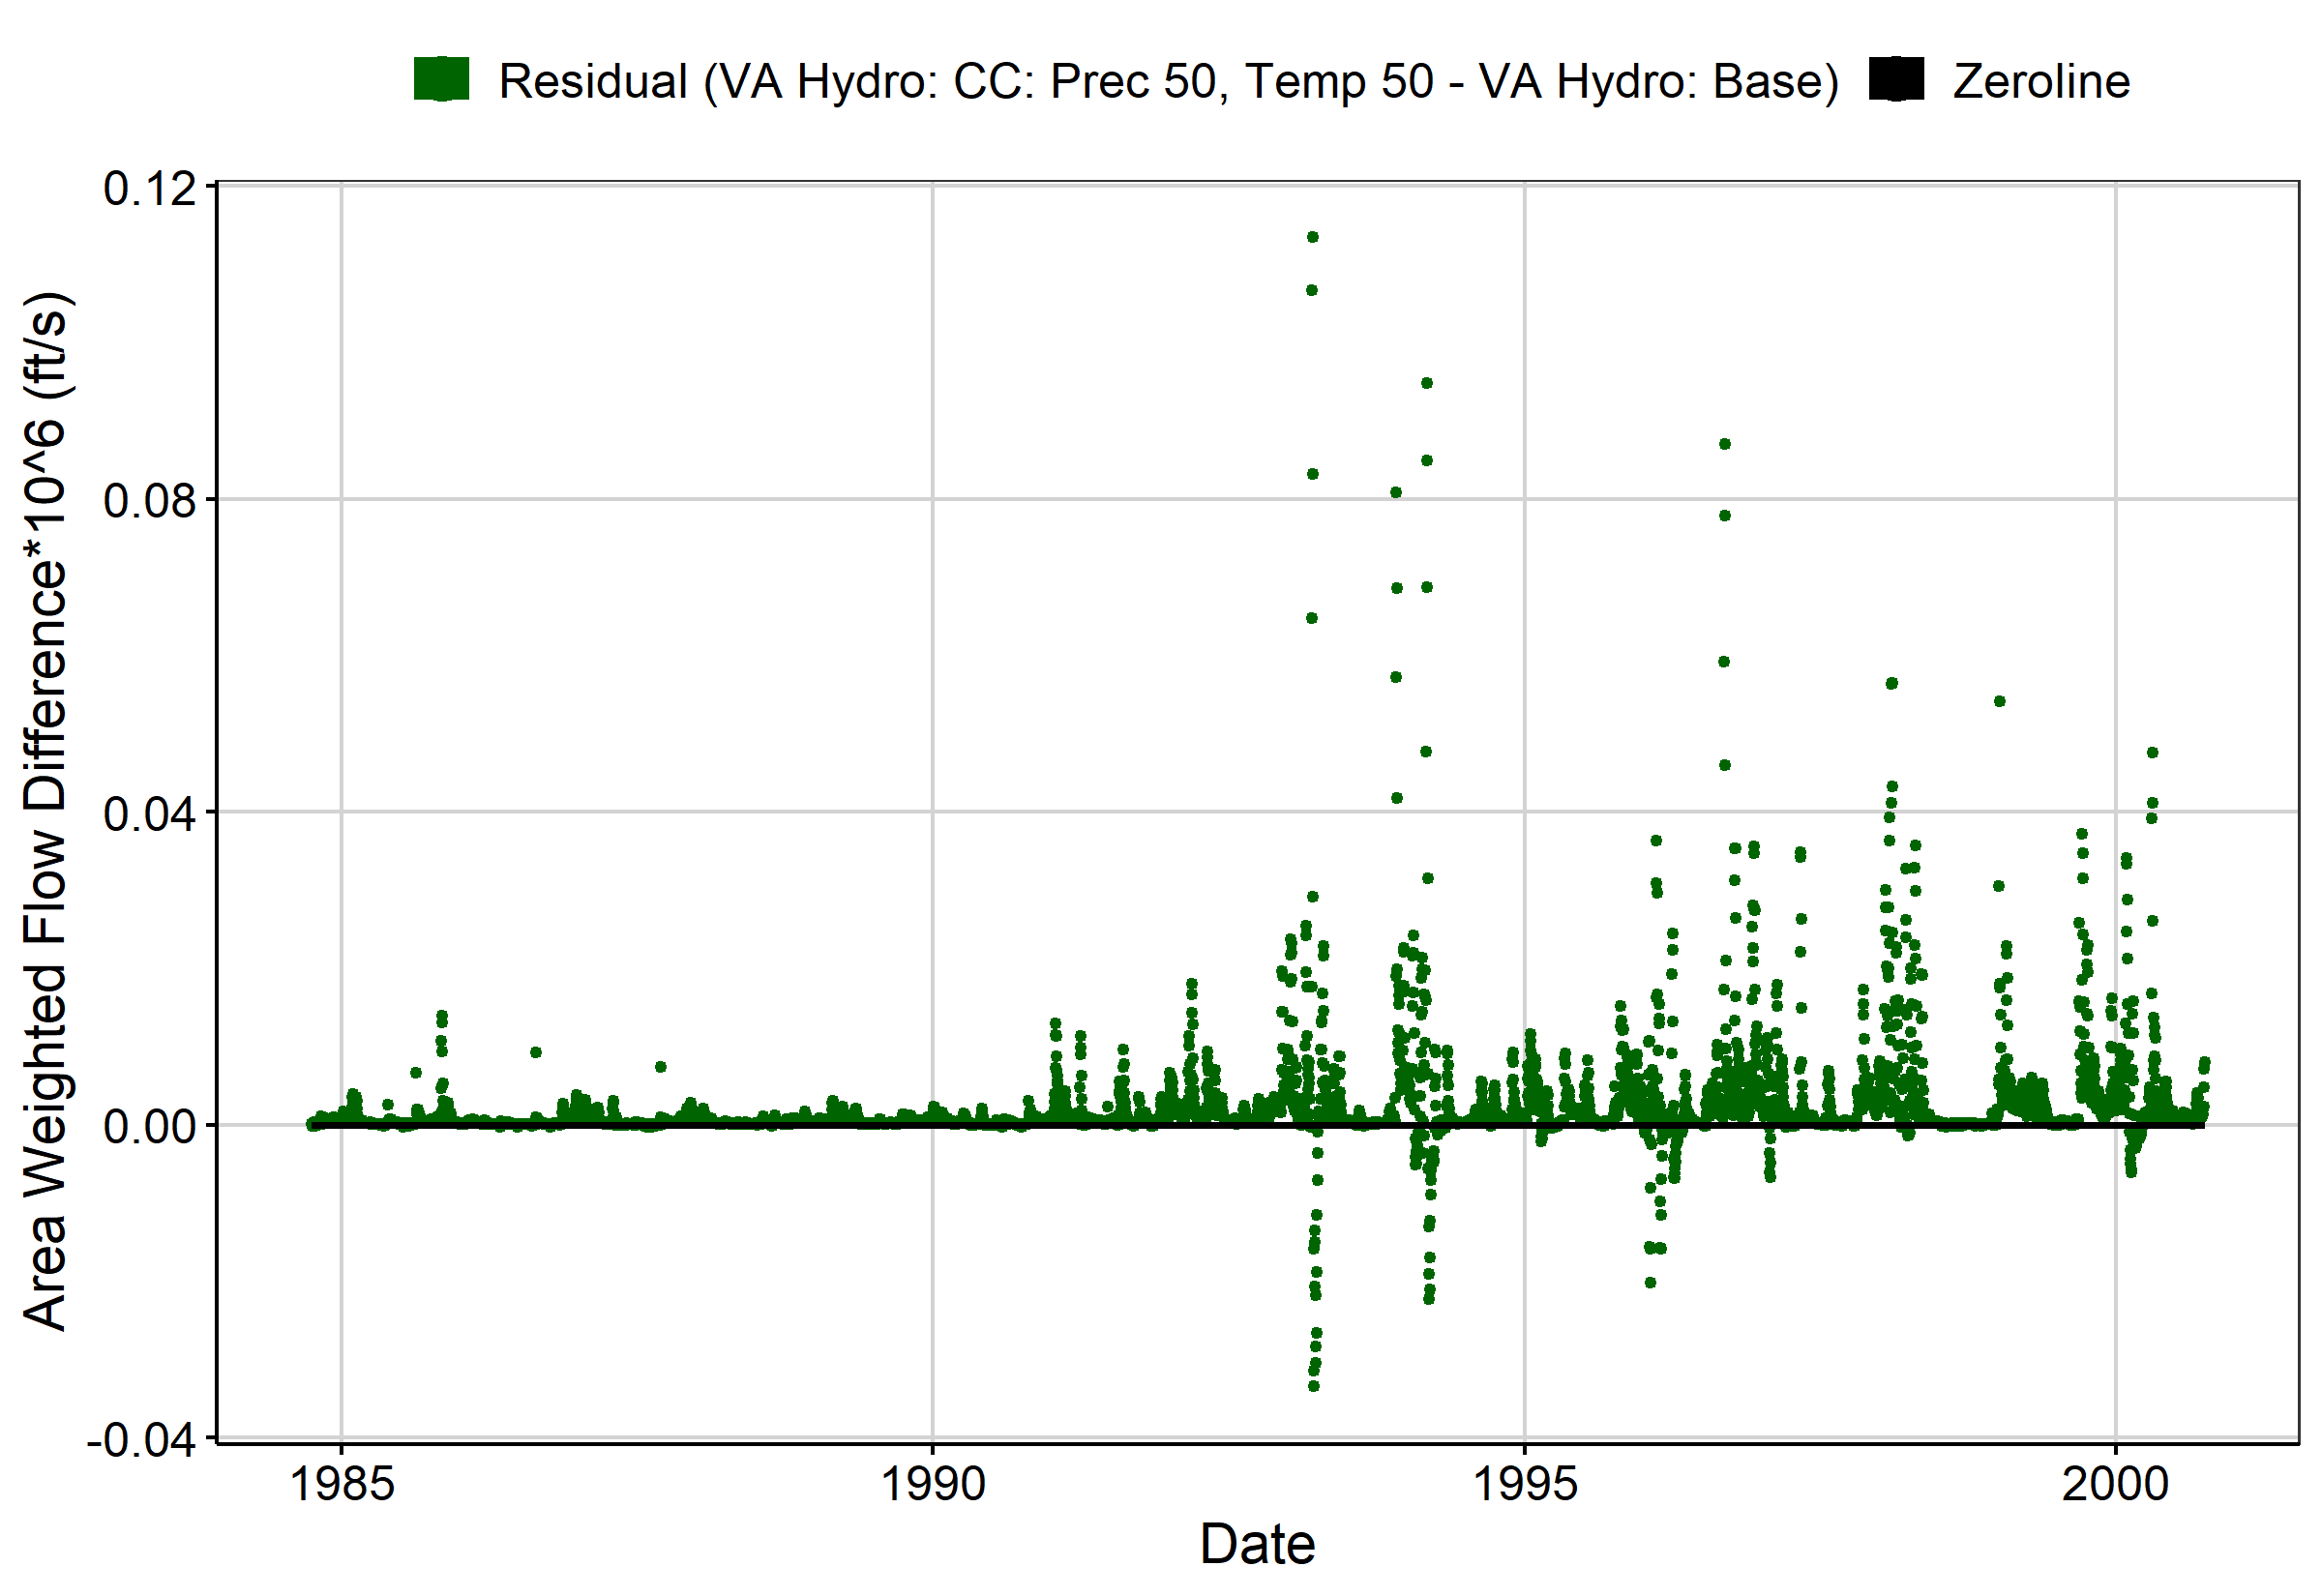 Residual (VA Hydro: CC: Prec 50, Temp 50 - VA Hydro: Base) Zeroline
Area Weighted Flow Difference*10^6 (ft/s)
0.12
0.08
0.04
0.00
-0.04
1985 1990 1995 2000
Date